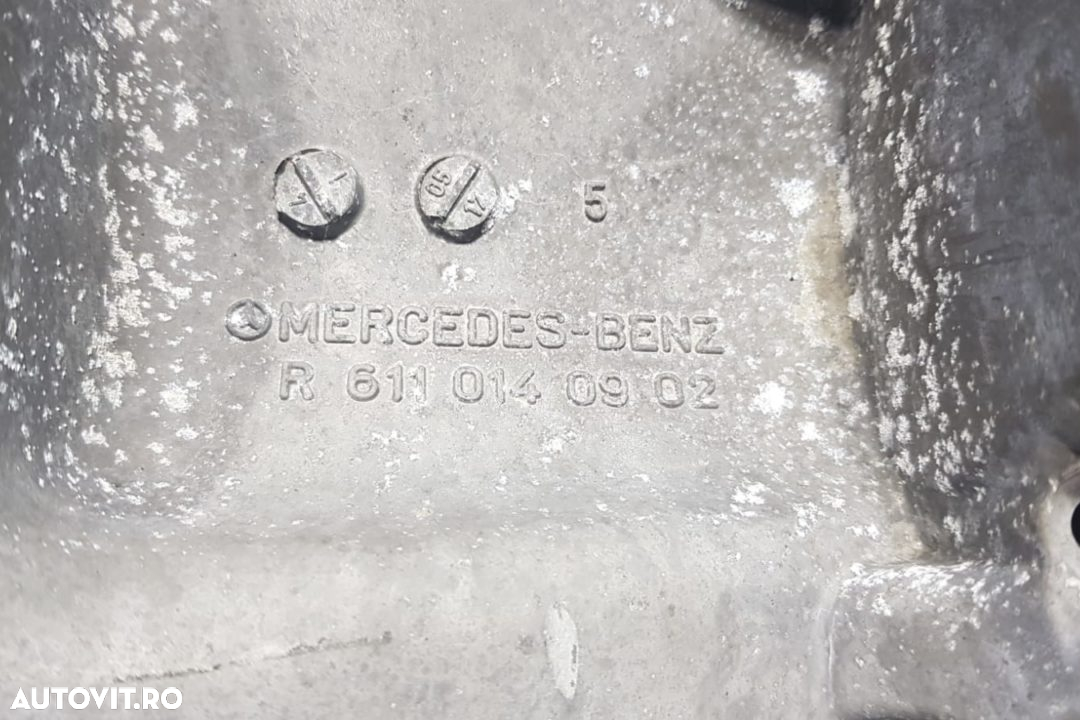 5
MERCEDES-BENZ
R 611 014 09 02
AUTOVIT.RO